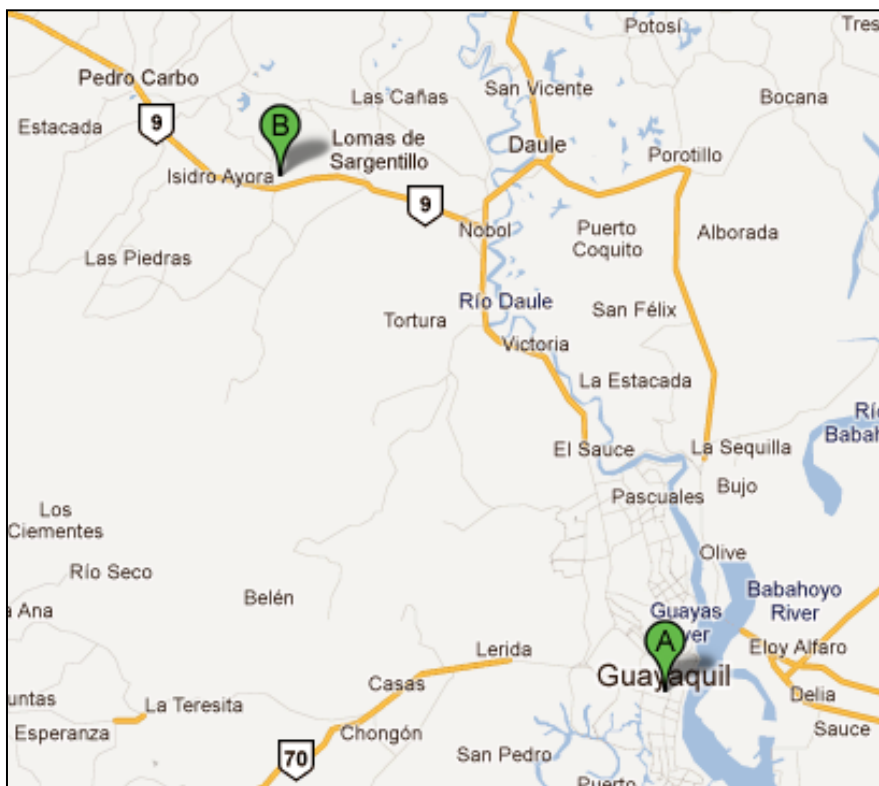 Potosí
Tres
Pedro Carbo
San Vicente
Las Cañas
Bocana
9
Estacada
B
Lomas de
Sargentillo
Daule
Porotillo
Isidro Ayora
9
Nobol
Puerto
Coquito
Alborada
Las Piedras
Río Daule
San Félix
Tortura
Victoria
La Estacada
Río
Babah
El Sauce
La Sequilla
Pascuales
Bujo
Los
Ciementes
Olive
Río Seco
Belén
Babahoyo
River
a Ana
Guayas
ver
A
Eloy Alfaro
Lerida
Guayaquil
Casas
Delia
untas
La Teresita
Esperanza
Chongón
Sauce
70
San Pedro
Puerto